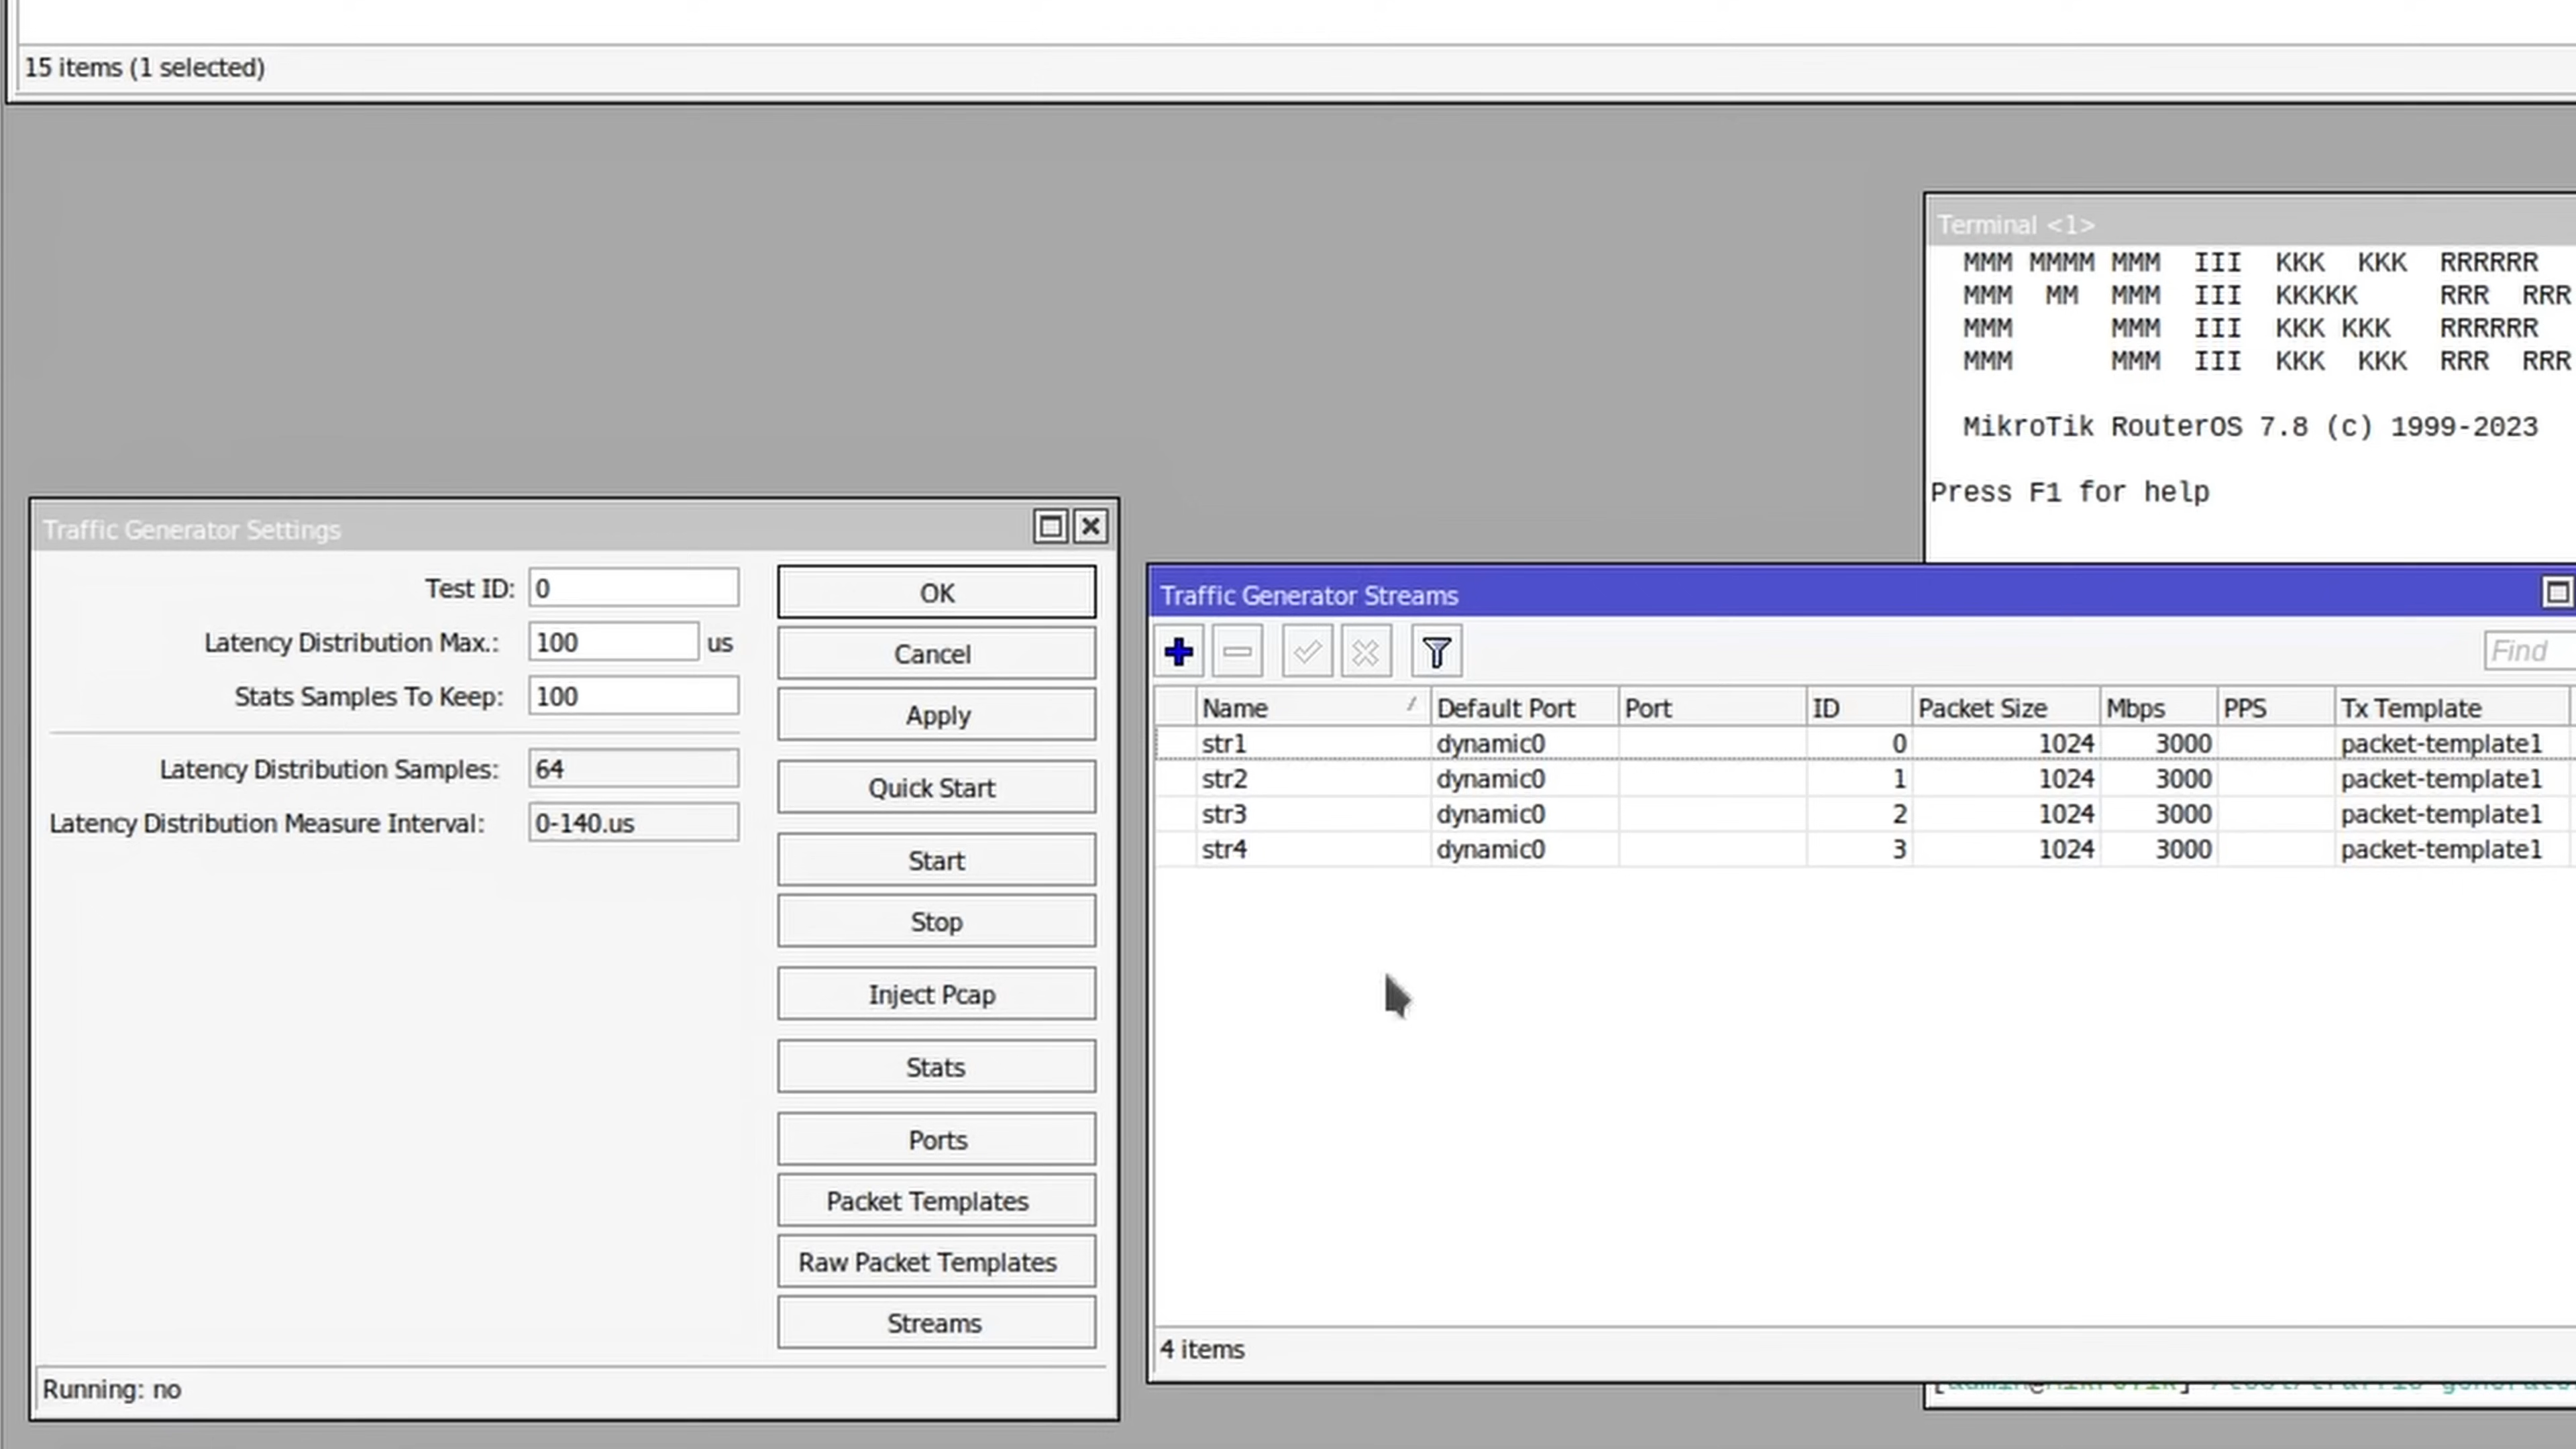 15 items (1 selected)
Terminal <1>
MMM MMMM MMM III KKK KKK RRRRRR
MMM MM MMM III KKKKK RRR RRR
MMM MMM III KKK KKK RRRRRR
MMM MMM III KKK KKK RRR RRR
MikroTik RouterOS 7.8 (c) 1999-2023
Press F1 for help
Traffic Generator Settings
Test ID: 0
Latency Distribution Max.: 100 us
Stats Samples To Keep: 100
Latency Distribution Samples: 64
Latency Distribution Measure Interval: 0-140.us
OK
Cancel
Apply
Quick Start
Start
Stop
Inject Pcap
Stats
Ports
Packet Templates
Raw Packet Templates
Streams
Running: no
Traffic Generator Streams
Find
Name Default Port Port ID Packet Size Mbps PPS Tx Template
str1 dynamic0 0 1024 3000 packet-template1
str2 dynamic0 1 1024 3000 packet-template1
str3 dynamic0 2 1024 3000 packet-template1
str4 dynamic0 3 1024 3000 packet-template1
4 items